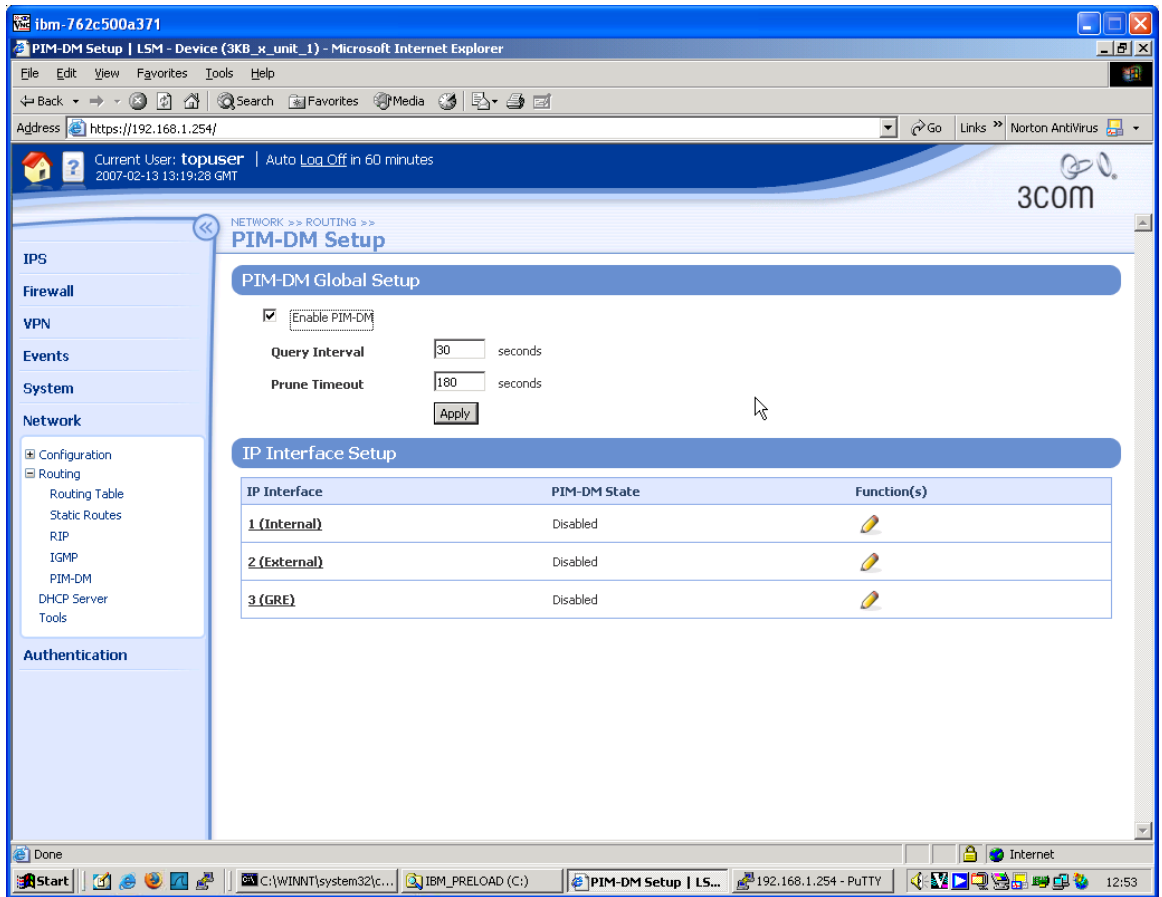 ibm-762c500a371
PIM-DM Setup | LSM - Device (3KB_x_unit_1) - Microsoft Internet Explorer
File Edit View Favorites Tools Help
Back Search Favorites Media
Address https://192.168.1.254/ Go Links » Norton AntiVirus
Current User: topuser | Auto Log Off in 60 minutes
2007-02-13 13:19:28 GMT
3COM
NETWORK >> ROUTING >>
PIM-DM Setup
IPS
Firewall
VPN
Events
System
Network
Configuration
Routing
Routing Table
Static Routes
RIP
IGMP
PIM-DM
DHCP Server
Tools
Authentication
PIM-DM Global Setup
Enable PIM-DM
Query Interval 30 seconds
Prune Timeout 180 seconds
Apply
IP Interface Setup
IP Interface PIM-DM State Function(s)
1 (Internal) Disabled
2 (External) Disabled
3 (GRE) Disabled
Done Internet
Start C:\WINNT\system32\c... IBM_PRELOAD (C:) PIM-DM Setup | LS... 192.168.1.254 - PuTTY 12:53